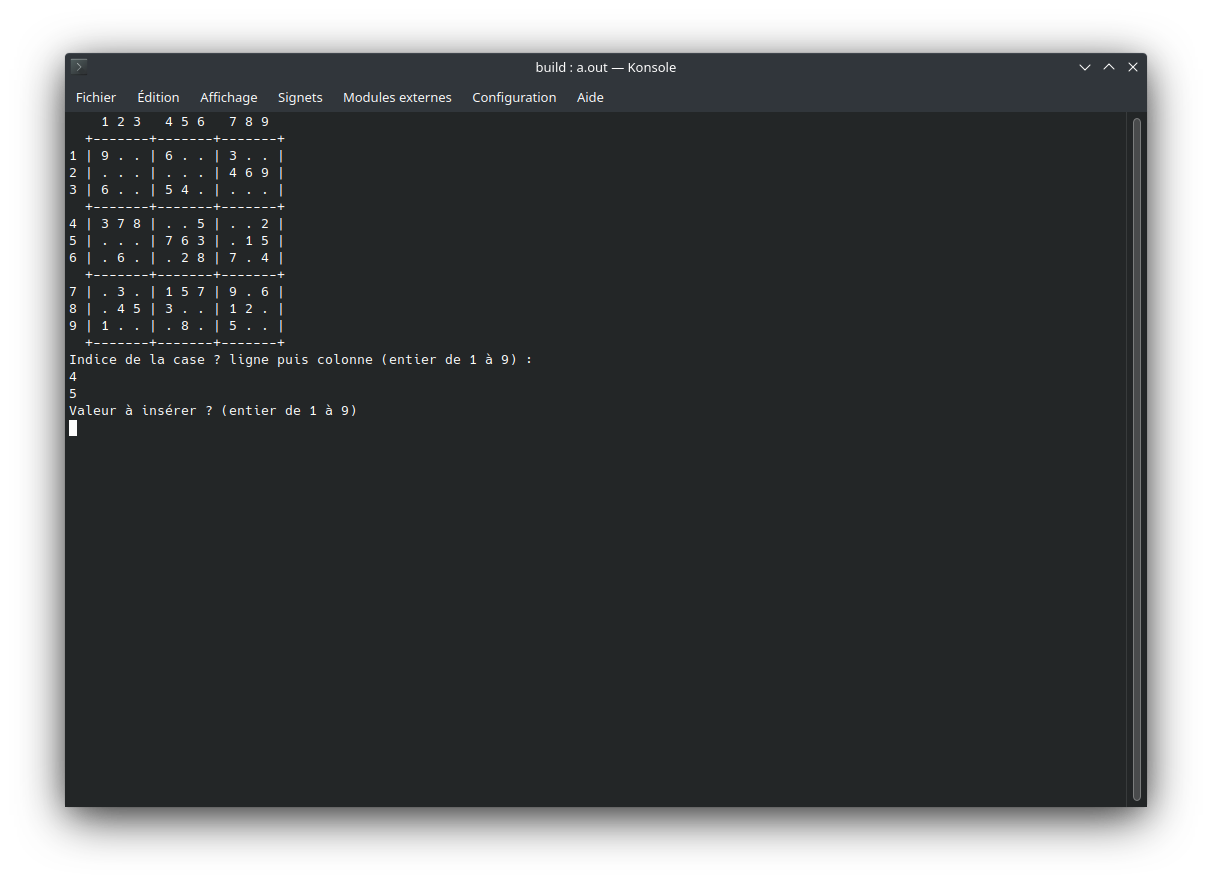 build : a.out — Konsole
Fichier Édition Affichage Signets Modules externes Configuration Aide
    1 2 3   4 5 6   7 8 9
  +-------+-------+-------+
1 | 9 . . | 6 . . | 3 . . |
2 | . . . | . . . | 4 6 9 |
3 | 6 . . | 5 4 . | . . . |
  +-------+-------+-------+
4 | 3 7 8 | . . 5 | . . 2 |
5 | . . . | 7 6 3 | . 1 5 |
6 | . 6 . | . 2 8 | 7 . 4 |
  +-------+-------+-------+
7 | . 3 . | 1 5 7 | 9 . 6 |
8 | . 4 5 | 3 . . | 1 2 . |
9 | 1 . . | . 8 . | 5 . . |
  +-------+-------+-------+
Indice de la case ? ligne puis colonne (entier de 1 à 9) :
4
5
Valeur à insérer ? (entier de 1 à 9)